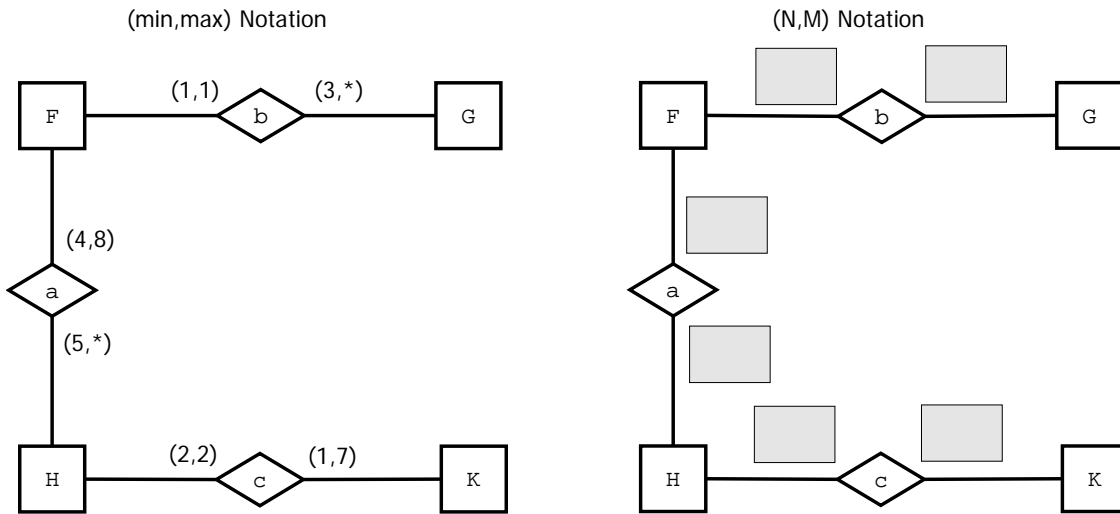 (min,max) Notation
(N,M) Notation
F
(1,1)
b
(3,*)
G
F
b
G
(4,8)
a
a
(5,*)
H
(2,2)
c
(1,7)
K
H
c
K